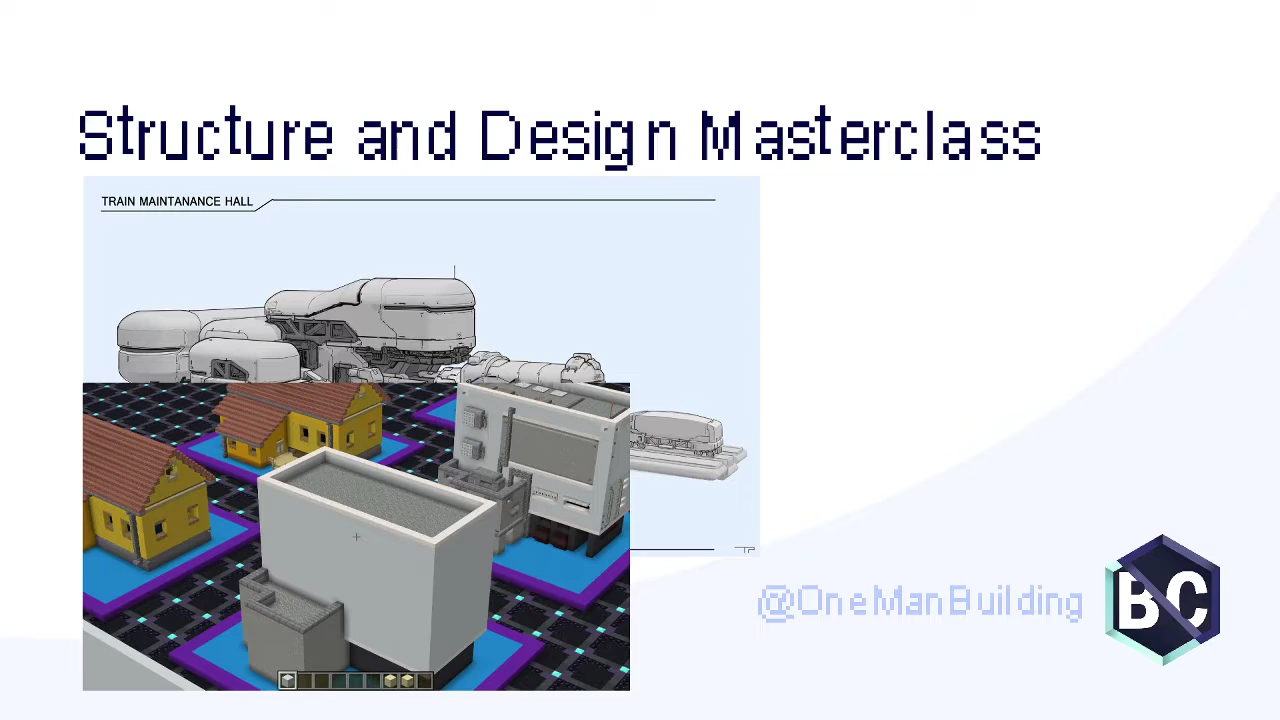 Structure and Design Masterclass
TRAIN MAINTANANCE HALL
@OneManBuilding
BC